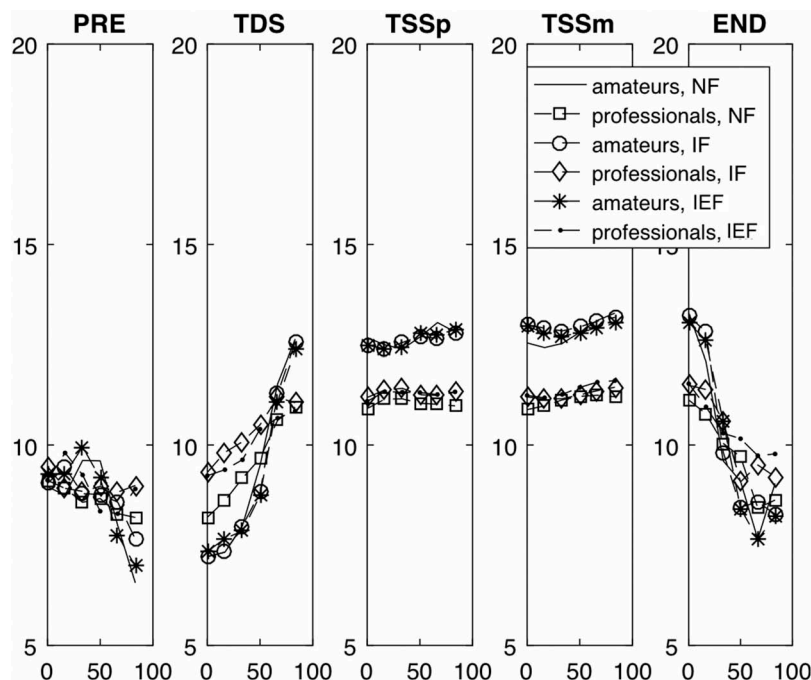 PRE TDS TSSp TSSm END
20 20 20 20 20
amateurs, NF
professionals, NF
amateurs, IF
professionals, IF
amateurs, IEF
professionals, IEF
15 15 15 15 15
10 10 10 10 10
5 5 5 5 5
0 50 100 0 50 100 0 50 100 0 50 100 0 50 100